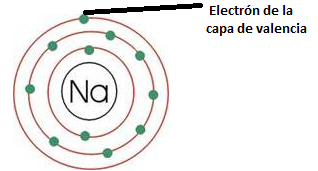 Electrón de la
capa de valencia
Na